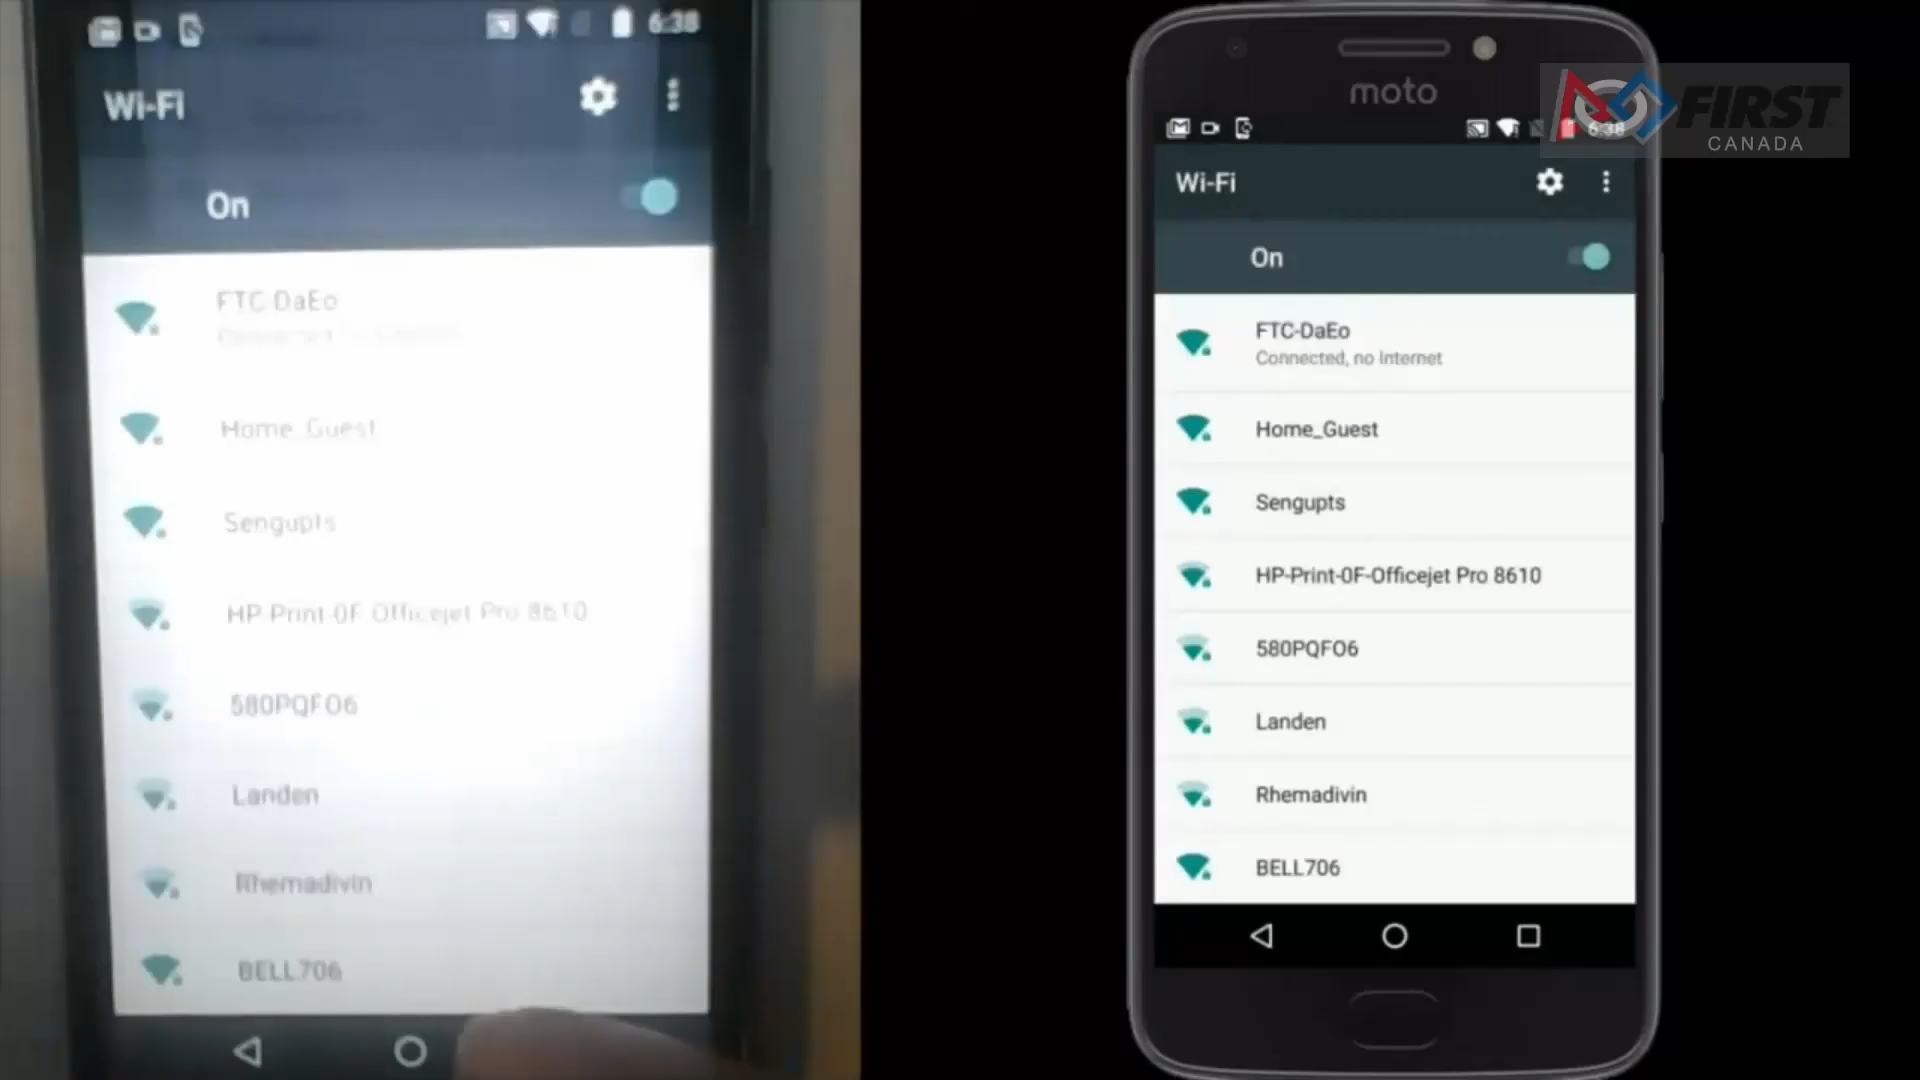 6:38
Wi-Fi
On
FTC-DaEo
Home_Guest
Sengupts
HP-Print-0F-Officejet Pro 8610
580PQFO6
Landen
Rhemadivin
BELL706
moto
FIRST
CANADA
6:38
Wi-Fi
On
FTC-DaEo
Connected, no Internet
Home_Guest
Sengupts
HP-Print-0F-Officejet Pro 8610
580PQFO6
Landen
Rhemadivin
BELL706